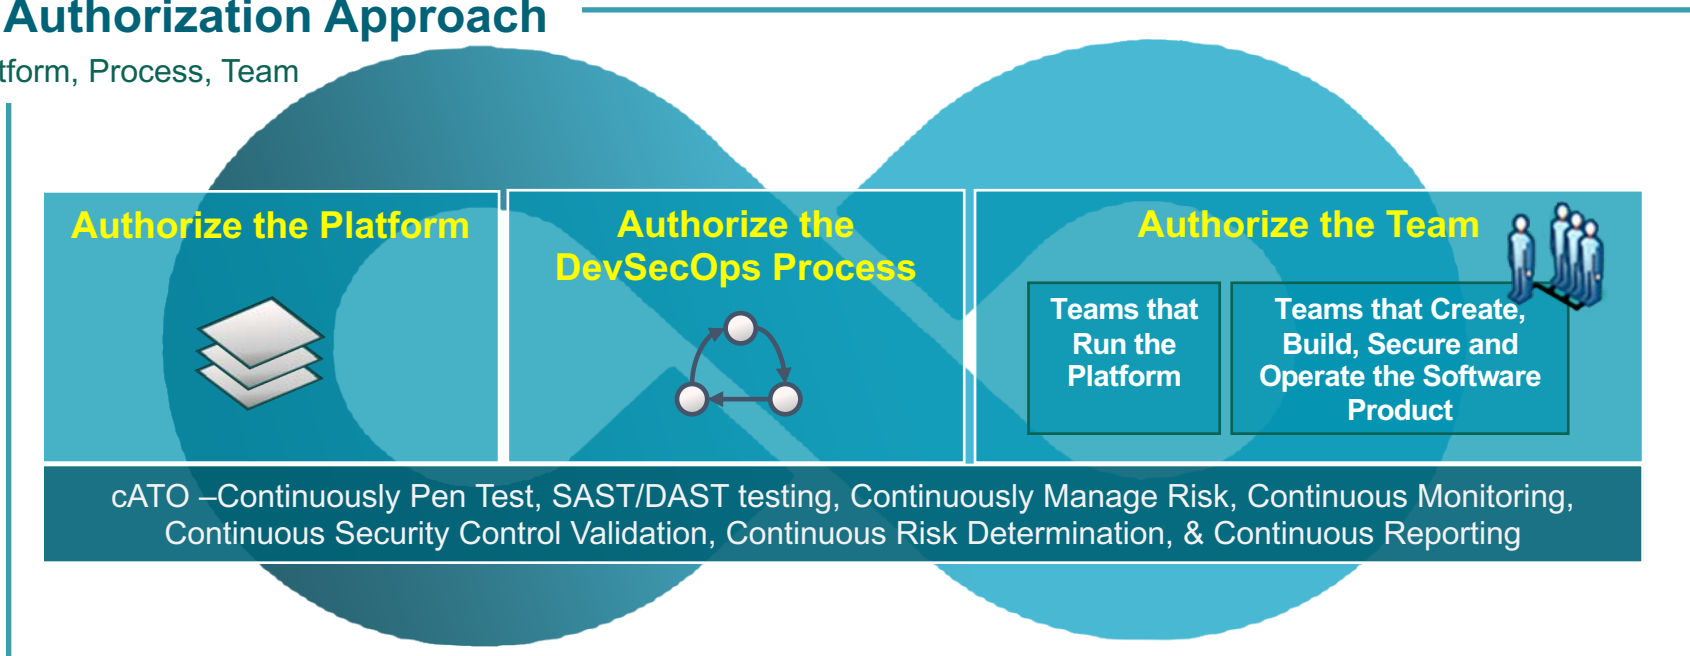 Authorization Approach
tform, Process, Team
Authorize the Platform
Authorize the
DevSecOps Process
Authorize the Team
Teams that
Run the
Platform
Teams that Create,
Build, Secure and
Operate the Software
Product
cATO –Continuously Pen Test, SAST/DAST testing, Continuously Manage Risk, Continuous Monitoring,
Continuous Security Control Validation, Continuous Risk Determination, & Continuous Reporting